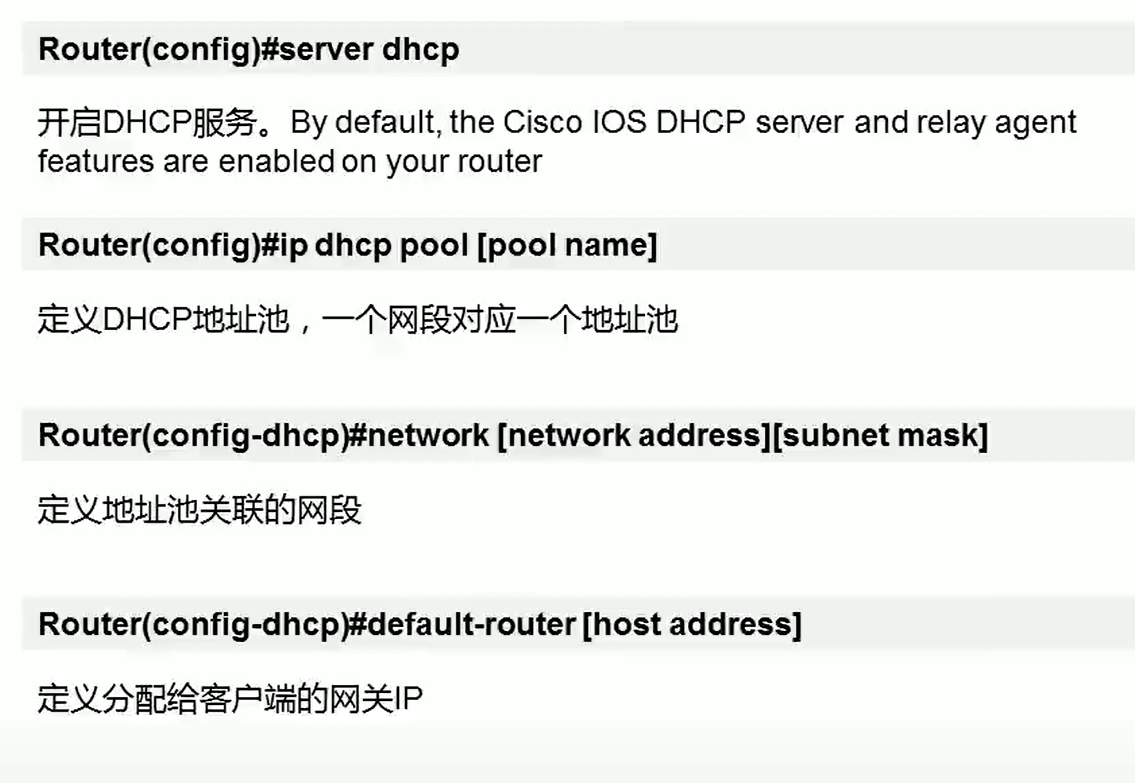 Router(config)#server dhcp
开启DHCP服务。By default, the Cisco IOS DHCP server and relay agent
features are enabled on your router
Router(config)#ip dhcp pool [pool name]
定义DHCP地址池，一个网段对应一个地址池
Router(config-dhcp)#network [network address][subnet mask]
定义地址池关联的网段
Router(config-dhcp)#default-router [host address]
定义分配给客户端的网关IP